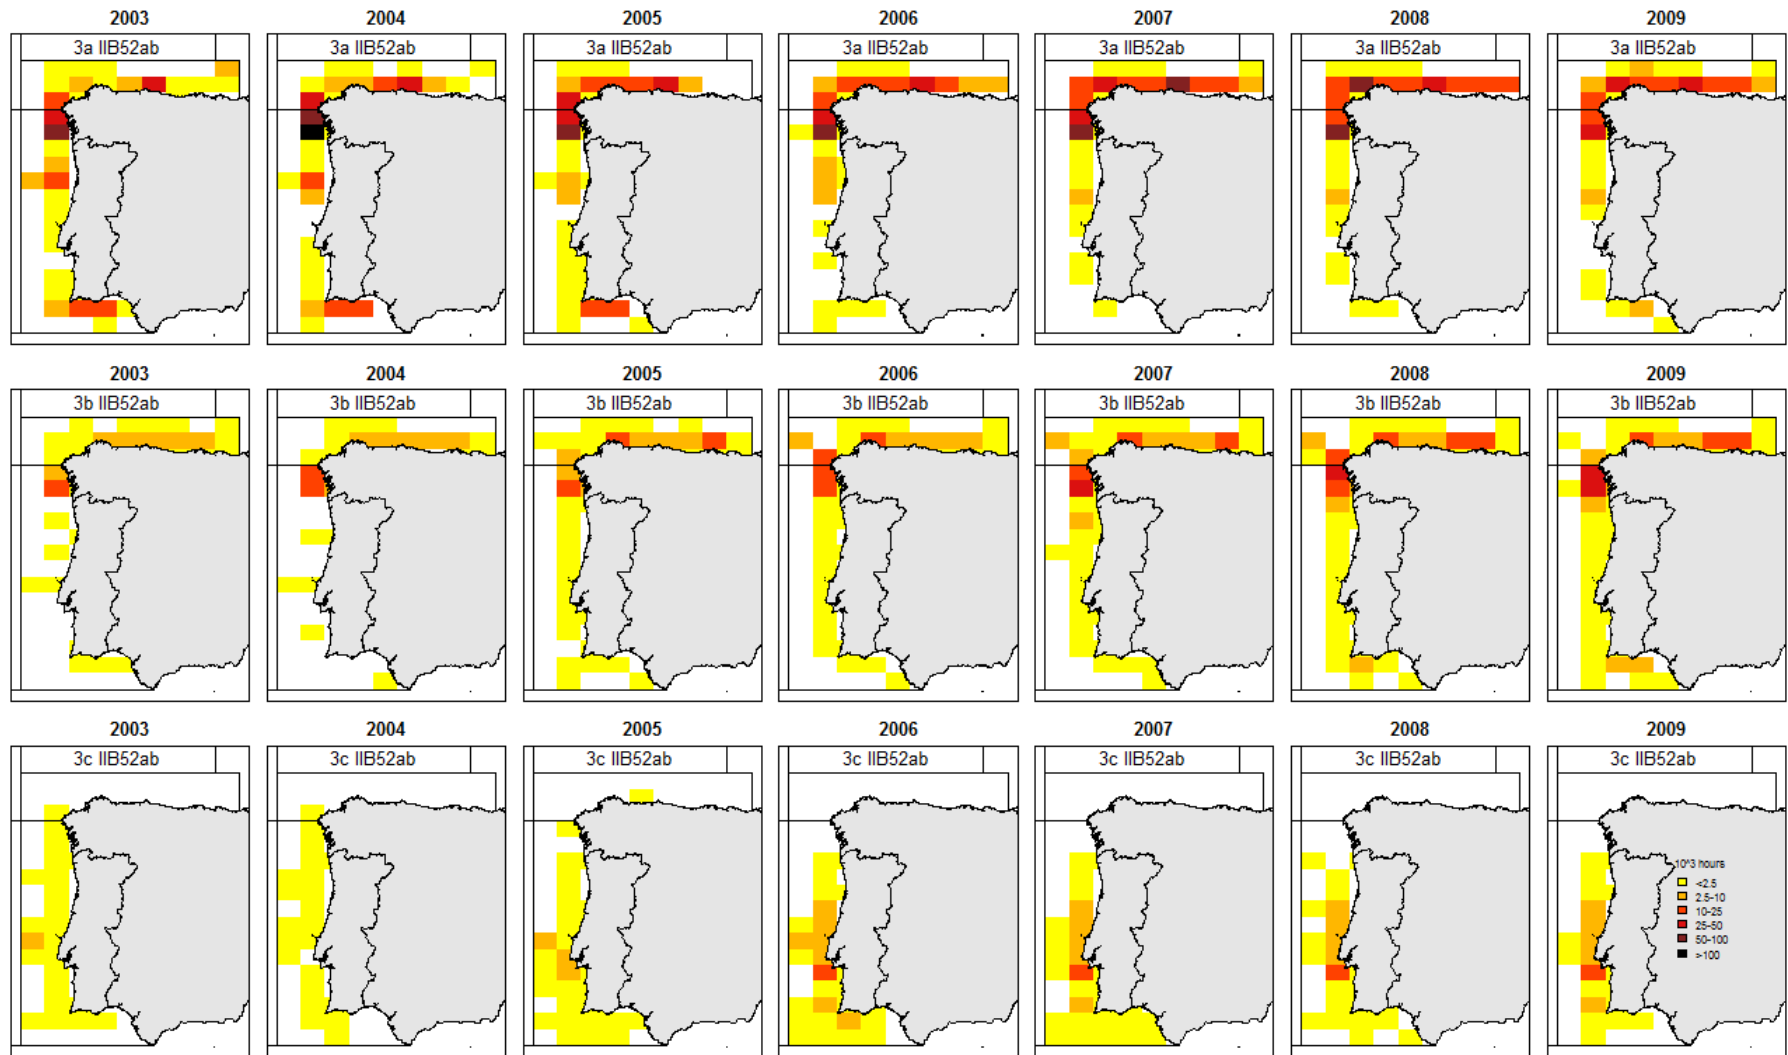 2003 2004 2005 2006 2007 2008 2009
3a IIB52ab 3a IIB52ab 3a IIB52ab 3a IIB52ab 3a IIB52ab 3a IIB52ab 3a IIB52ab
2003 2004 2005 2006 2007 2008 2009
3b IIB52ab 3b IIB52ab 3b IIB52ab 3b IIB52ab 3b IIB52ab 3b IIB52ab 3b IIB52ab
2003 2004 2005 2006 2007 2008 2009
3c IIB52ab 3c IIB52ab 3c IIB52ab 3c IIB52ab 3c IIB52ab 3c IIB52ab 3c IIB52ab
10^3 hours
<2.5
2.5-10
10-25
25-50
50-100
>100